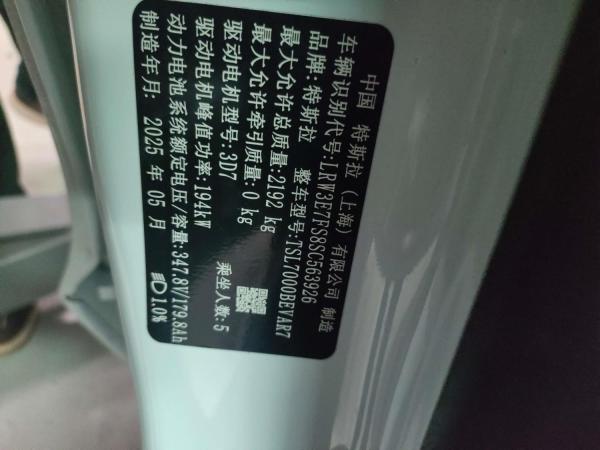 中国 特斯拉（上海）有限公司 制造
车辆识别代号:LRW3E7FS8SC563926
品牌:特斯拉 整车型号:TSL7000BEVAR7
最大允许总质量:2192 kg
最大允许牵引质量:0 kg
驱动电机型号:3D7 乘坐人数:5
驱动电机峰值功率:194kW
动力电池系统额定电压/容量:347.8V/179.8Ah
制造年月: 2025 年 05 月 1.0%